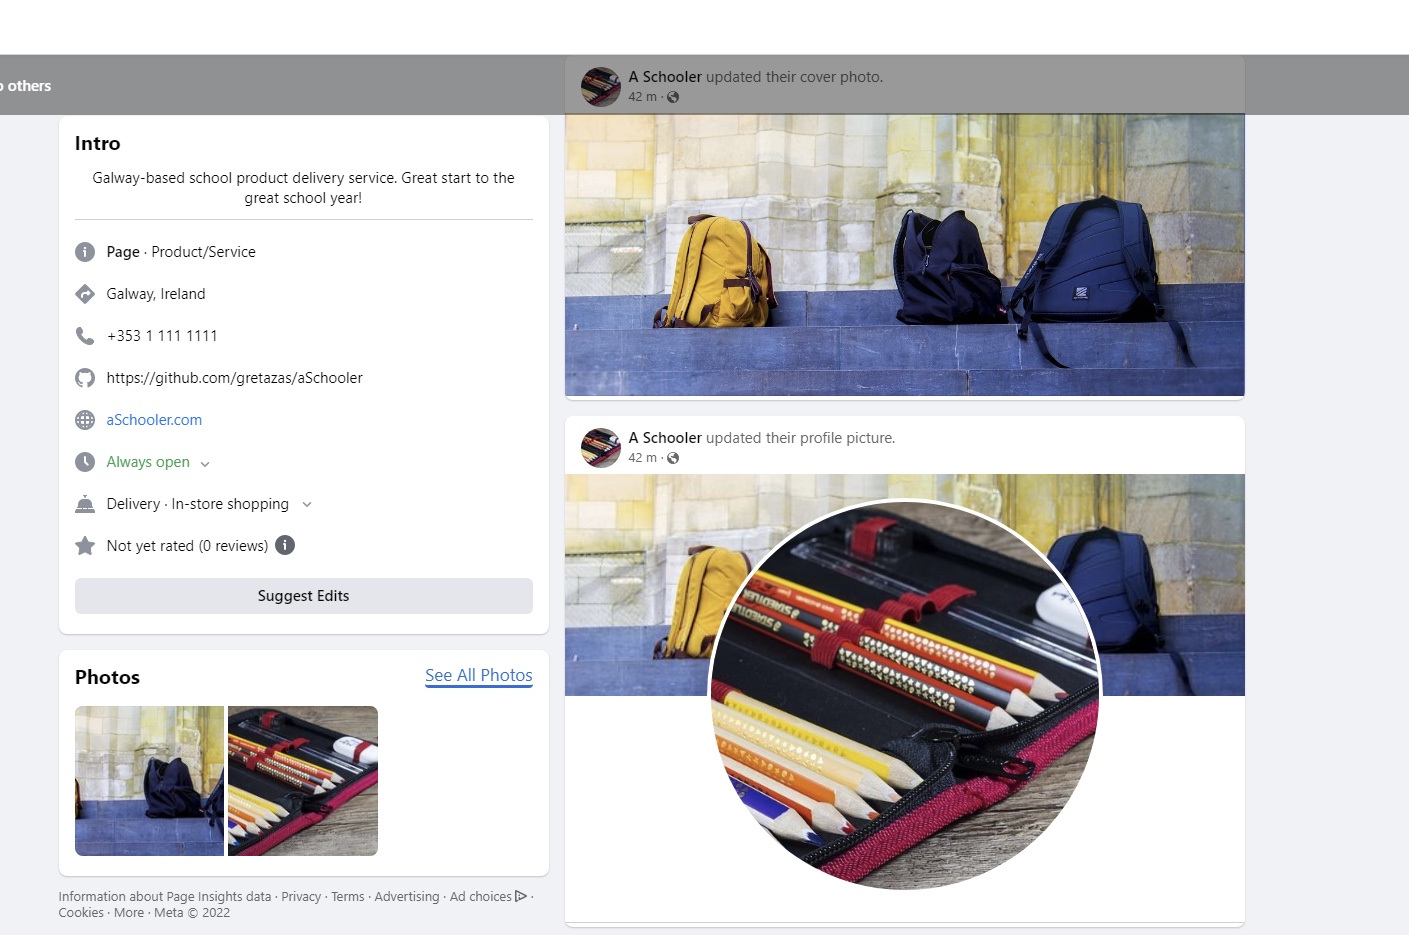 o others
Intro
Galway-based school product delivery service. Great start to the
great school year!
Page · Product/Service
Galway, Ireland
+353 1 111 1111
https://github.com/gretazas/aSchooler
aSchooler.com
Always open
Delivery · In-store shopping
Not yet rated (0 reviews)
Suggest Edits
Photos
See All Photos
Information about Page Insights data · Privacy · Terms · Advertising · Ad choices ·
Cookies · More · Meta © 2022
A Schooler updated their cover photo.
42 m ·
A Schooler updated their profile picture.
42 m ·
STAEDTLER
STAEDTLER